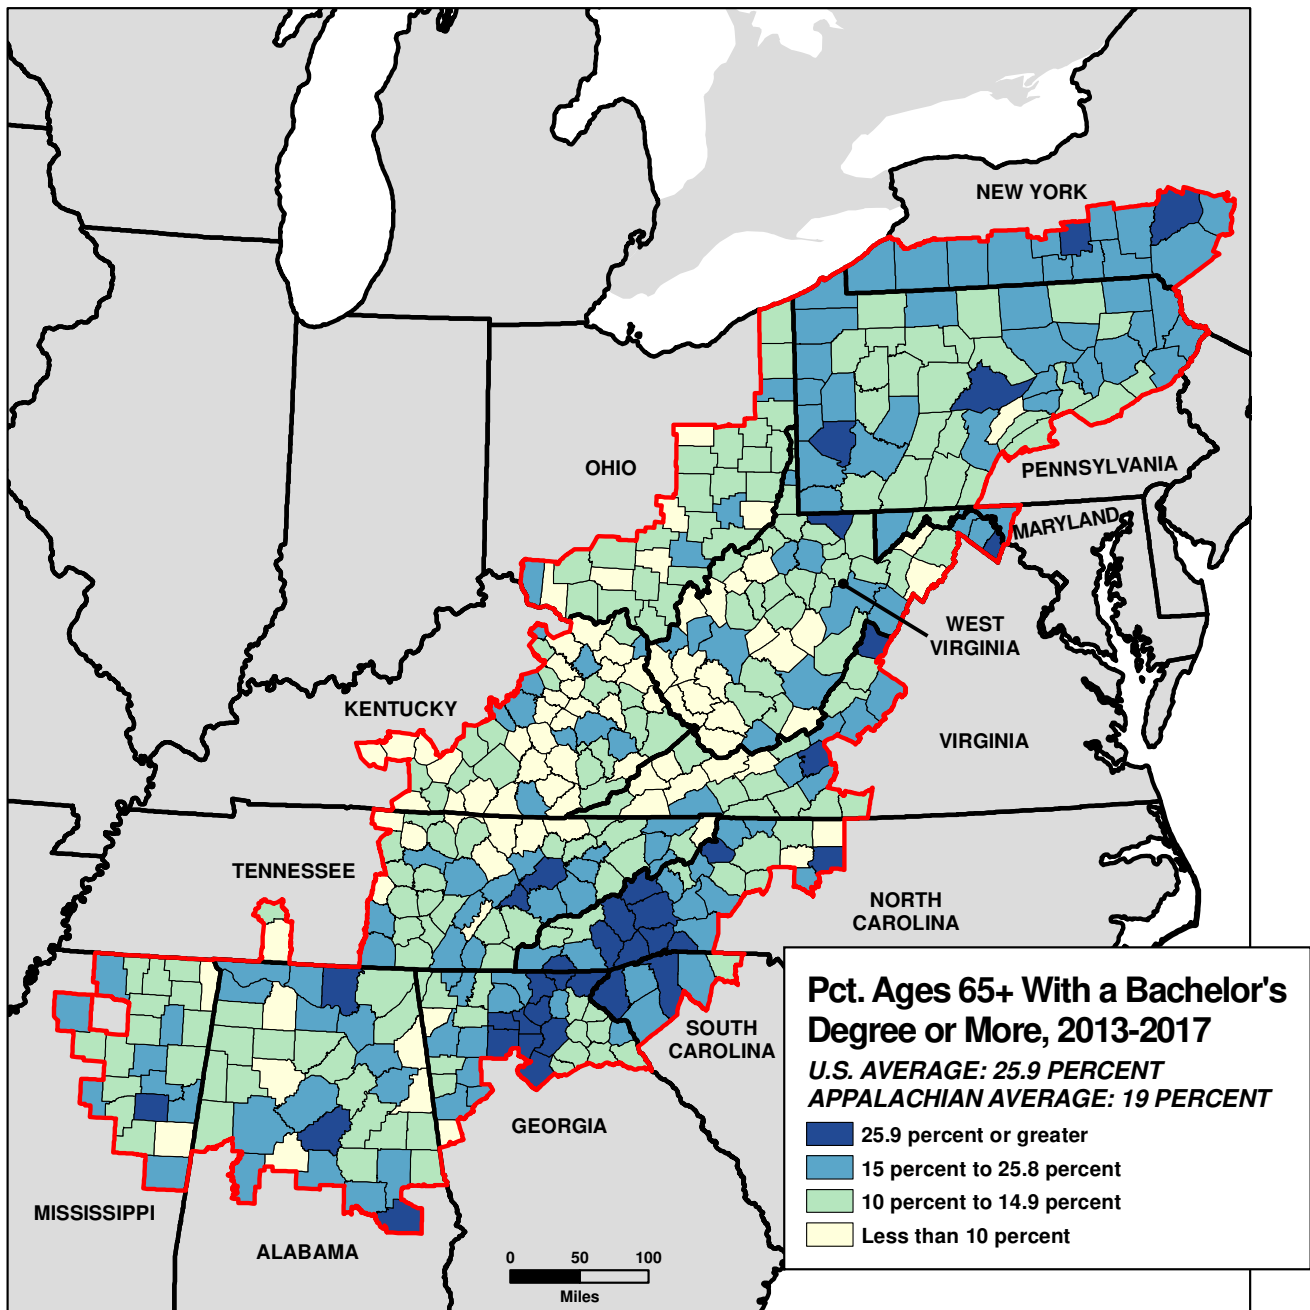 NEW YORK
OHIO
PENNSYLVANIA
MARYLAND
WEST
VIRGINIA
KENTUCKY
VIRGINIA
TENNESSEE
NORTH
CAROLINA
SOUTH
CAROLINA
GEORGIA
MISSISSIPPI
ALABAMA
Pct. Ages 65+ With a Bachelor's
Degree or More, 2013-2017
U.S. AVERAGE: 25.9 PERCENT
APPALACHIAN AVERAGE: 19 PERCENT
25.9 percent or greater
15 percent to 25.8 percent
10 percent to 14.9 percent
Less than 10 percent
0 50 100
Miles